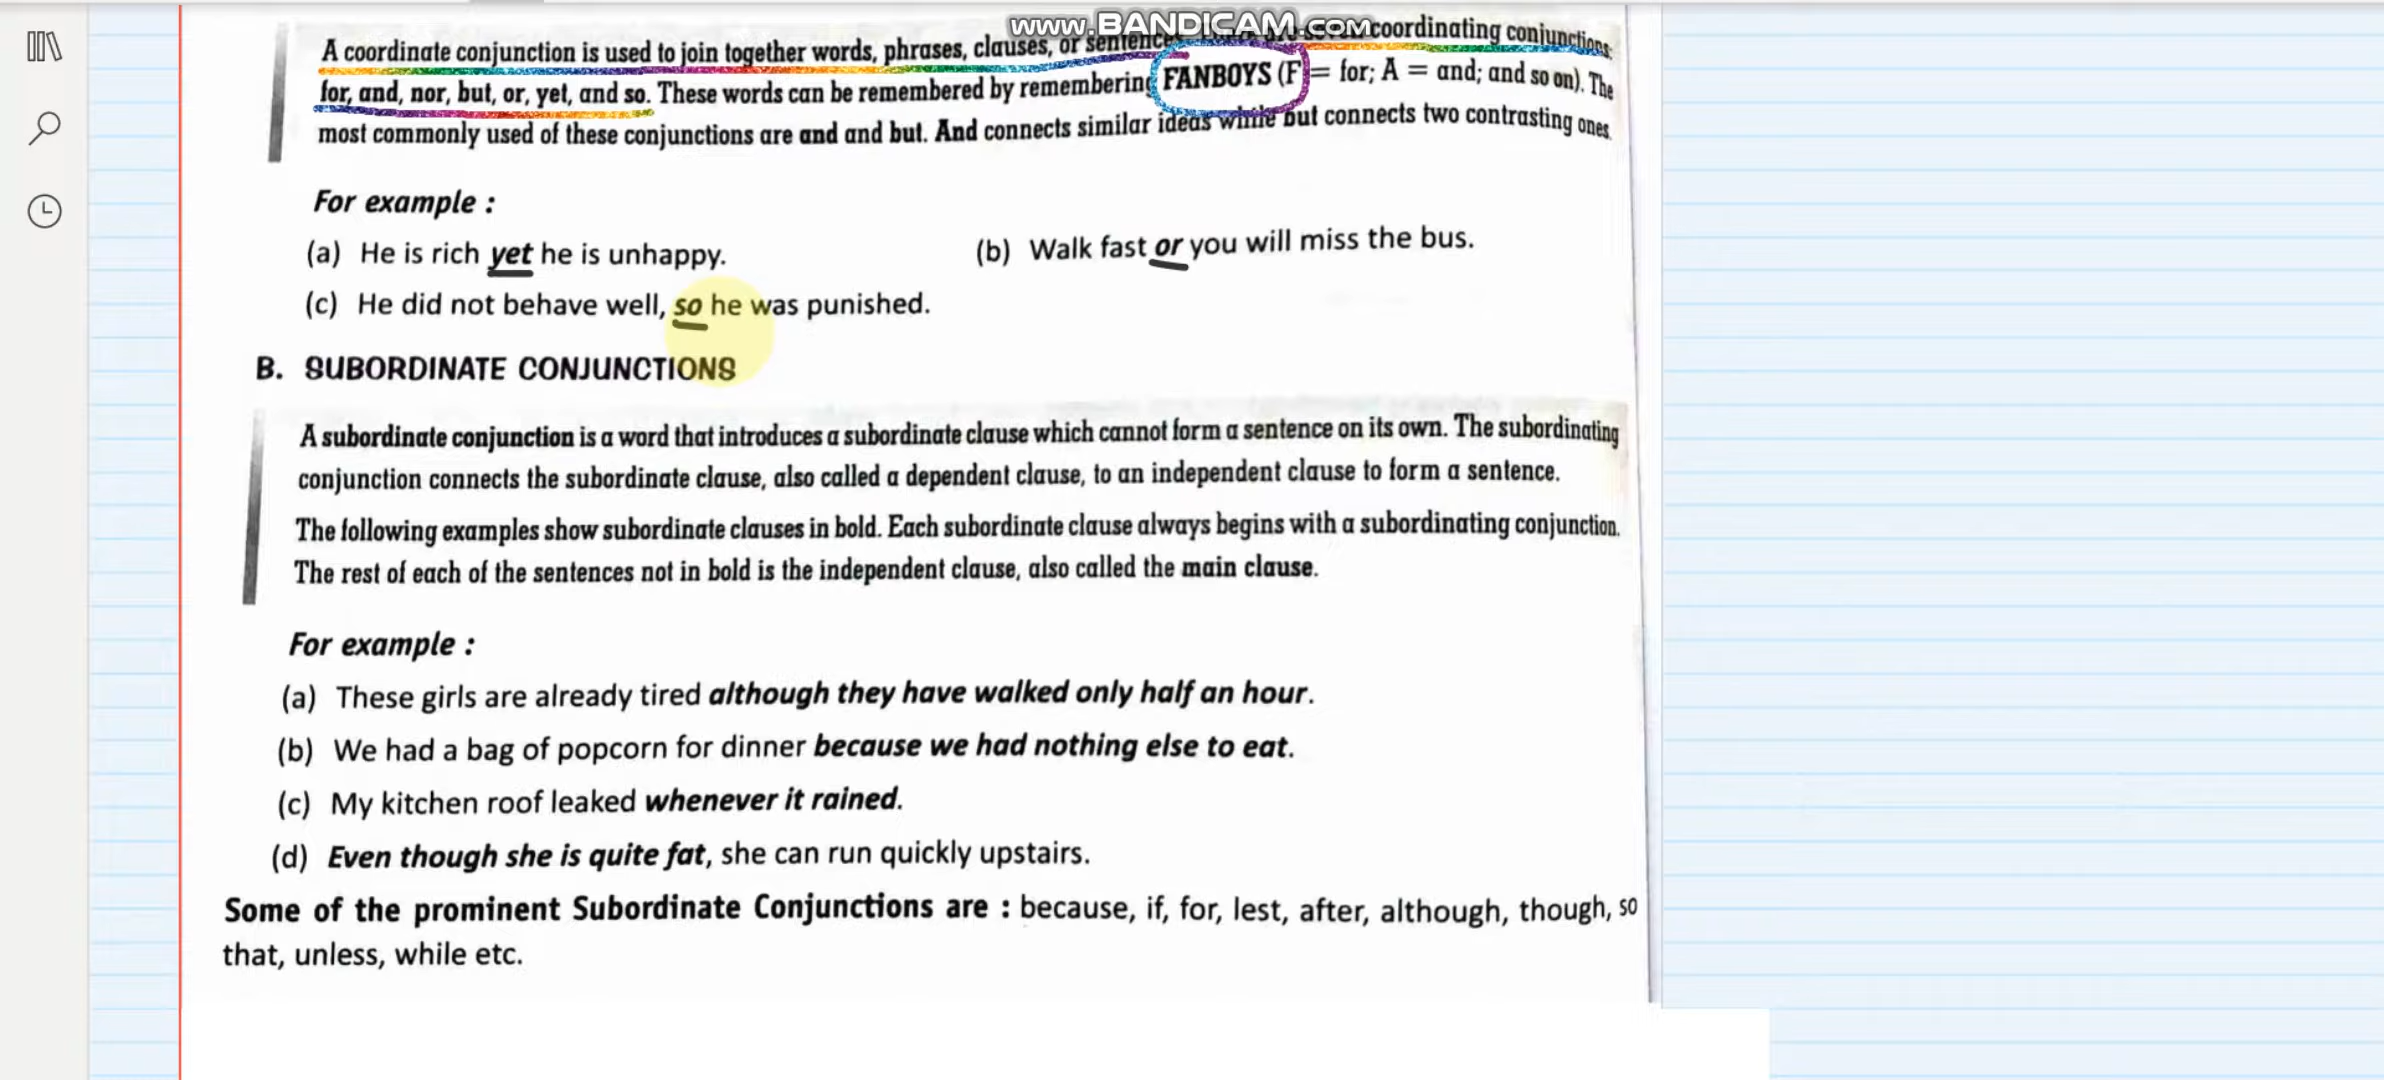 www.BANDICAM.com
A coordinate conjunction is used to join together words, phrases, clauses, or sentences coordinating conjunctions:
for, and, nor, but, or, yet, and so. These words can be remembered by remembering FANBOYS (F = for; A = and; and so on). The
most commonly used of these conjunctions are and and but. And connects similar ideas while but connects two contrasting ones.
For example :
(a) He is rich yet he is unhappy. (b) Walk fast or you will miss the bus.
(c) He did not behave well, so he was punished.
B. SUBORDINATE CONJUNCTIONS
A subordinate conjunction is a word that introduces a subordinate clause which cannot form a sentence on its own. The subordinating
conjunction connects the subordinate clause, also called a dependent clause, to an independent clause to form a sentence.
The following examples show subordinate clauses in bold. Each subordinate clause always begins with a subordinating conjunction.
The rest of each of the sentences not in bold is the independent clause, also called the main clause.
For example :
(a) These girls are already tired although they have walked only half an hour.
(b) We had a bag of popcorn for dinner because we had nothing else to eat.
(c) My kitchen roof leaked whenever it rained.
(d) Even though she is quite fat, she can run quickly upstairs.
Some of the prominent Subordinate Conjunctions are : because, if, for, lest, after, although, though, so
that, unless, while etc.